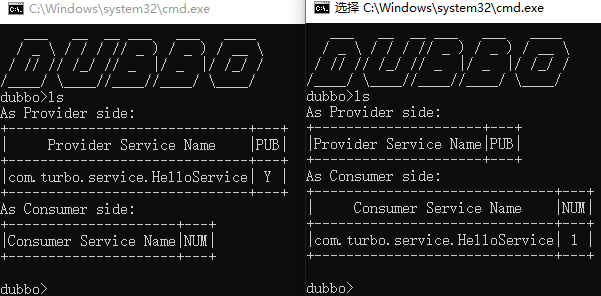 C:\Windows\system32\cmd.exe
DUBBO
dubbo>ls
As Provider side:
+--------------------------------+---+
|      Provider Service Name     |PUB|
+--------------------------------+---+
|com.turbo.service.HelloService| Y |
+--------------------------------+---+
As Consumer side:
+---------------------+---+
|Consumer Service Name|NUM|
+---------------------+---+
dubbo>
选择 C:\Windows\system32\cmd.exe
DUBBO
dubbo>ls
As Provider side:
+---------------------+---+
|Provider Service Name|PUB|
+---------------------+---+
As Consumer side:
+--------------------------------+---+
|      Consumer Service Name     |NUM|
+--------------------------------+---+
|com.turbo.service.HelloService| 1 |
+--------------------------------+---+
dubbo>